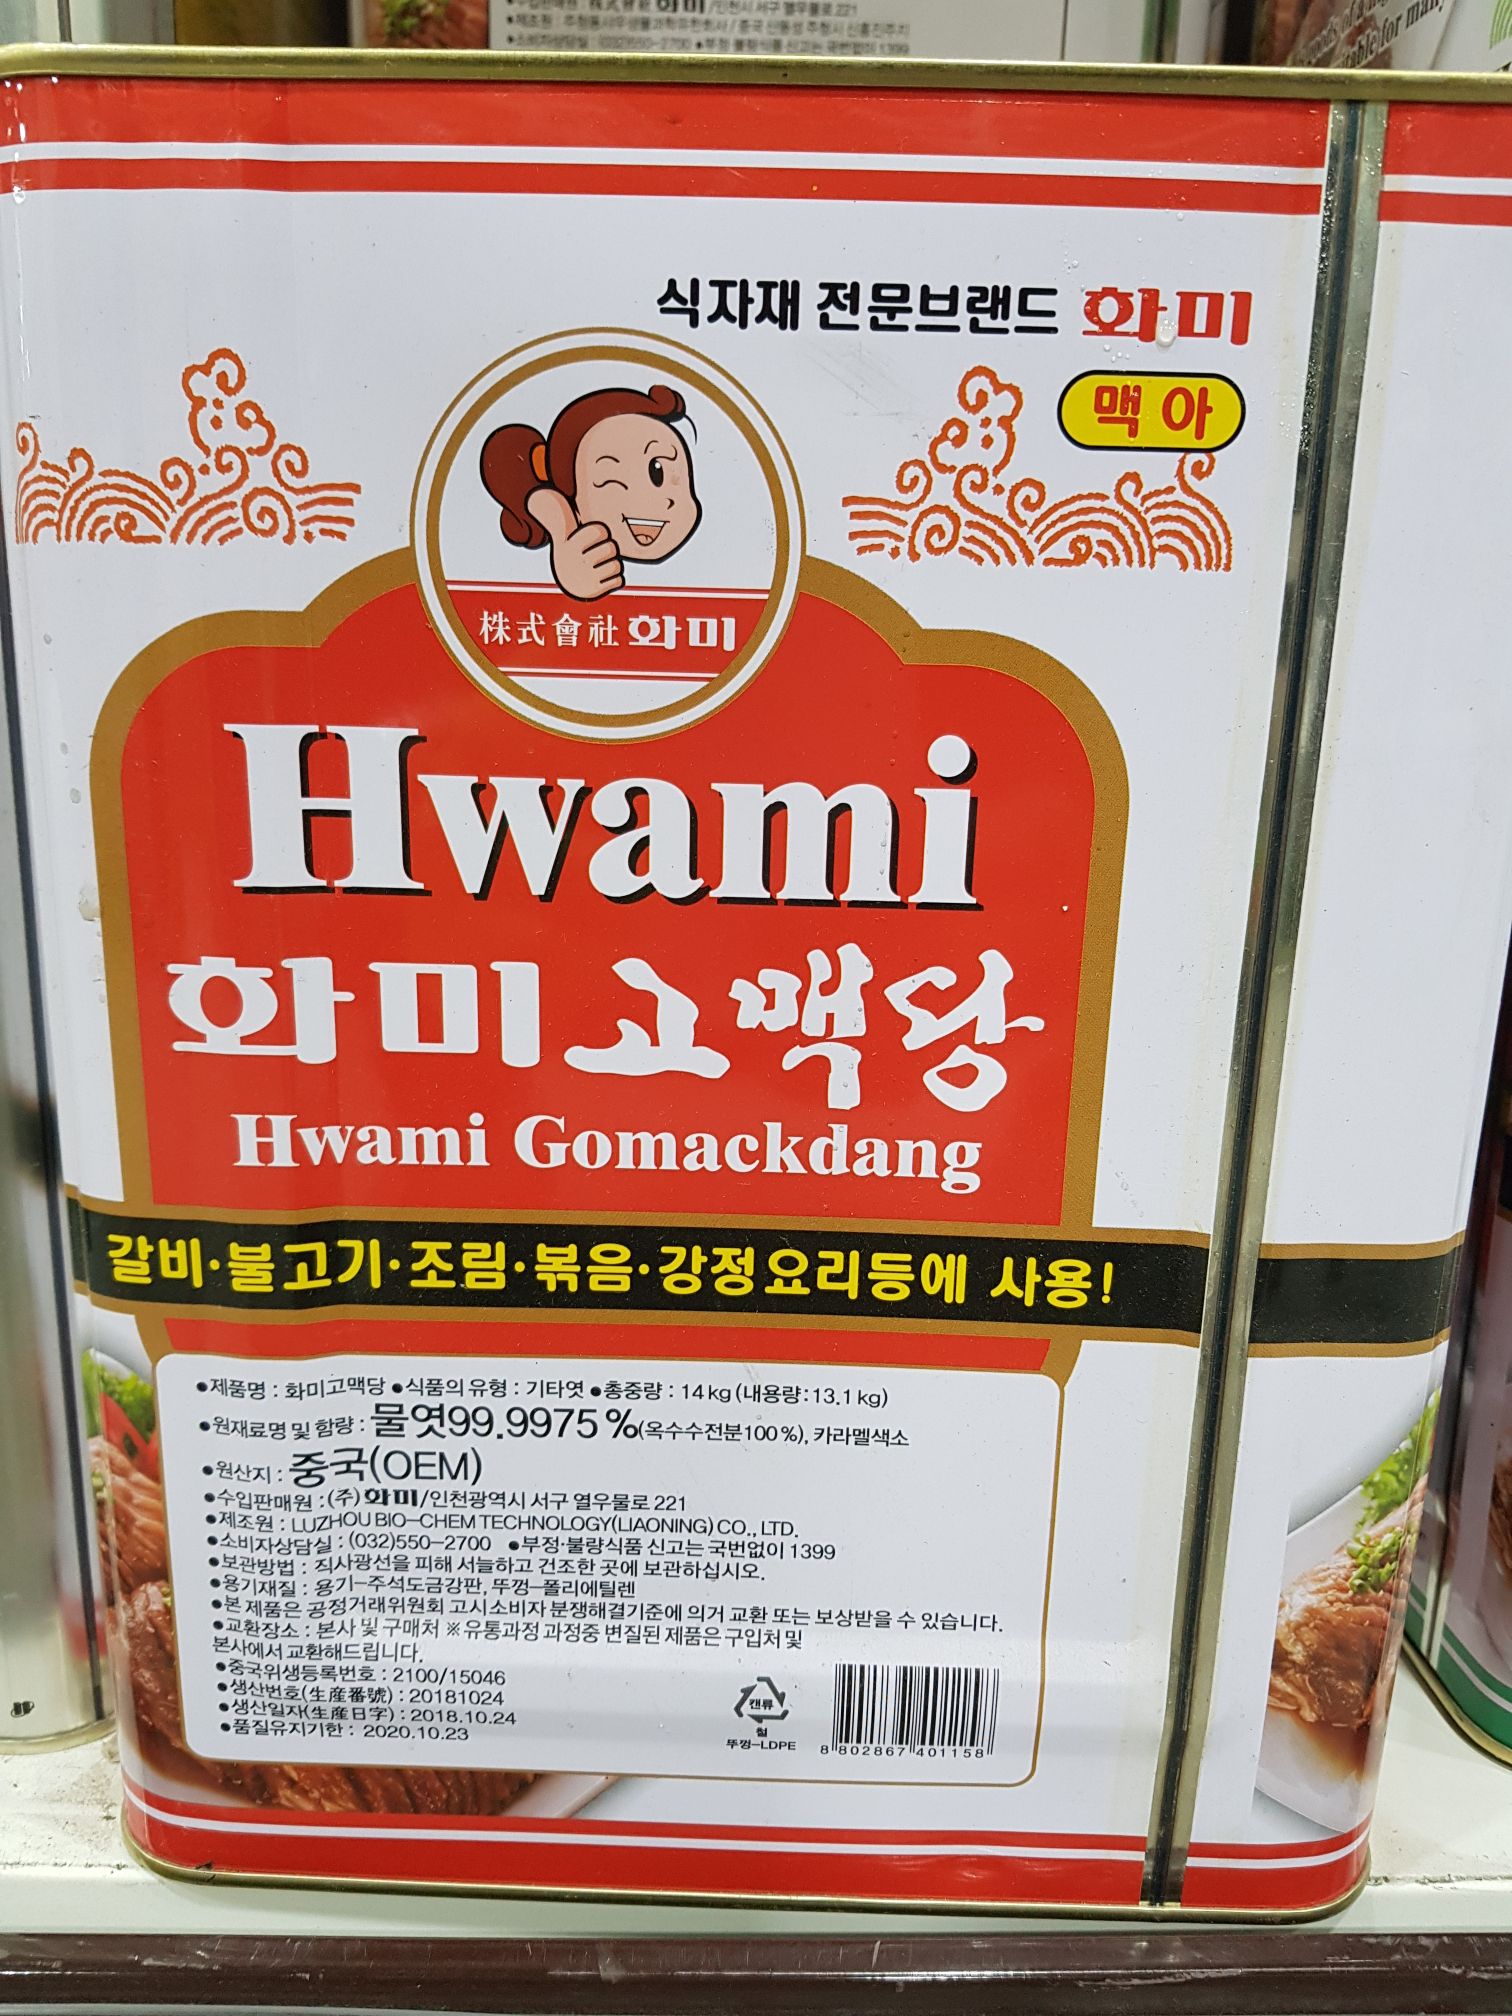 식자재 전문브랜드 화미
맥아
株式會社 화미
Hwami
화미고맥당
Hwami Gomackdang
갈비·불고기·조림·볶음·강정요리등에 사용!
●제품명 : 화미고맥당 ●식품의 유형 : 기타엿 ●총중량 : 14kg (내용량:13.1kg)
●원재료명 및 함량 : 물엿99.9975%(옥수수전분100%), 카라멜색소
●원산지 : 중국(OEM)
●수입판매원 : (주)화미/인천광역시 서구 열우물로 221
●제조원 : LUZHOU BIO-CHEM TECHNOLOGY(LIAONING) CO., LTD.
●소비자상담실 : (032)550-2700 ●부정·불량식품 신고는 국번없이 1399
●보관방법 : 직사광선을 피해 서늘하고 건조한 곳에 보관하십시오.
●용기재질 : 용기-주석도금강판, 뚜껑-폴리에틸렌
●본 제품은 공정거래위원회 고시소비자 분쟁해결기준에 의거 교환 또는 보상받을 수 있습니다.
●교환장소 : 본사 및 구매처 ※유통과정 과정중 변질된 제품은 구입처 및
본사에서 교환해드립니다.
●중국위생등록번호 : 2100/15046
●생산번호(生産番號) : 20181024
●생산일자(生産日字) : 2018.10.24
●품질유지기한 : 2020.10.23
캔류
철
뚜껑-LDPE
8 802867 401158